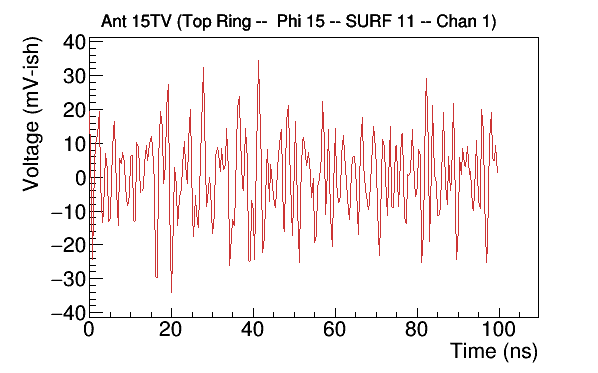 Ant 15TV (Top Ring -- Phi 15 -- SURF 11 -- Chan 1)
Voltage (mV-ish)
40
30
20
10
0
−10
−20
−30
−40
0 20 40 60 80 100
Time (ns)